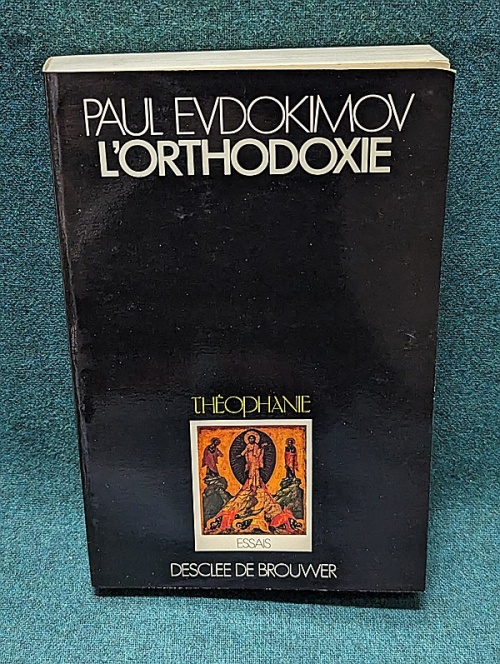 PAUL EVDOKIMOV
L'ORTHODOXIE
THÉOPHANIE
ESSAIS
DESCLEE DE BROUWER